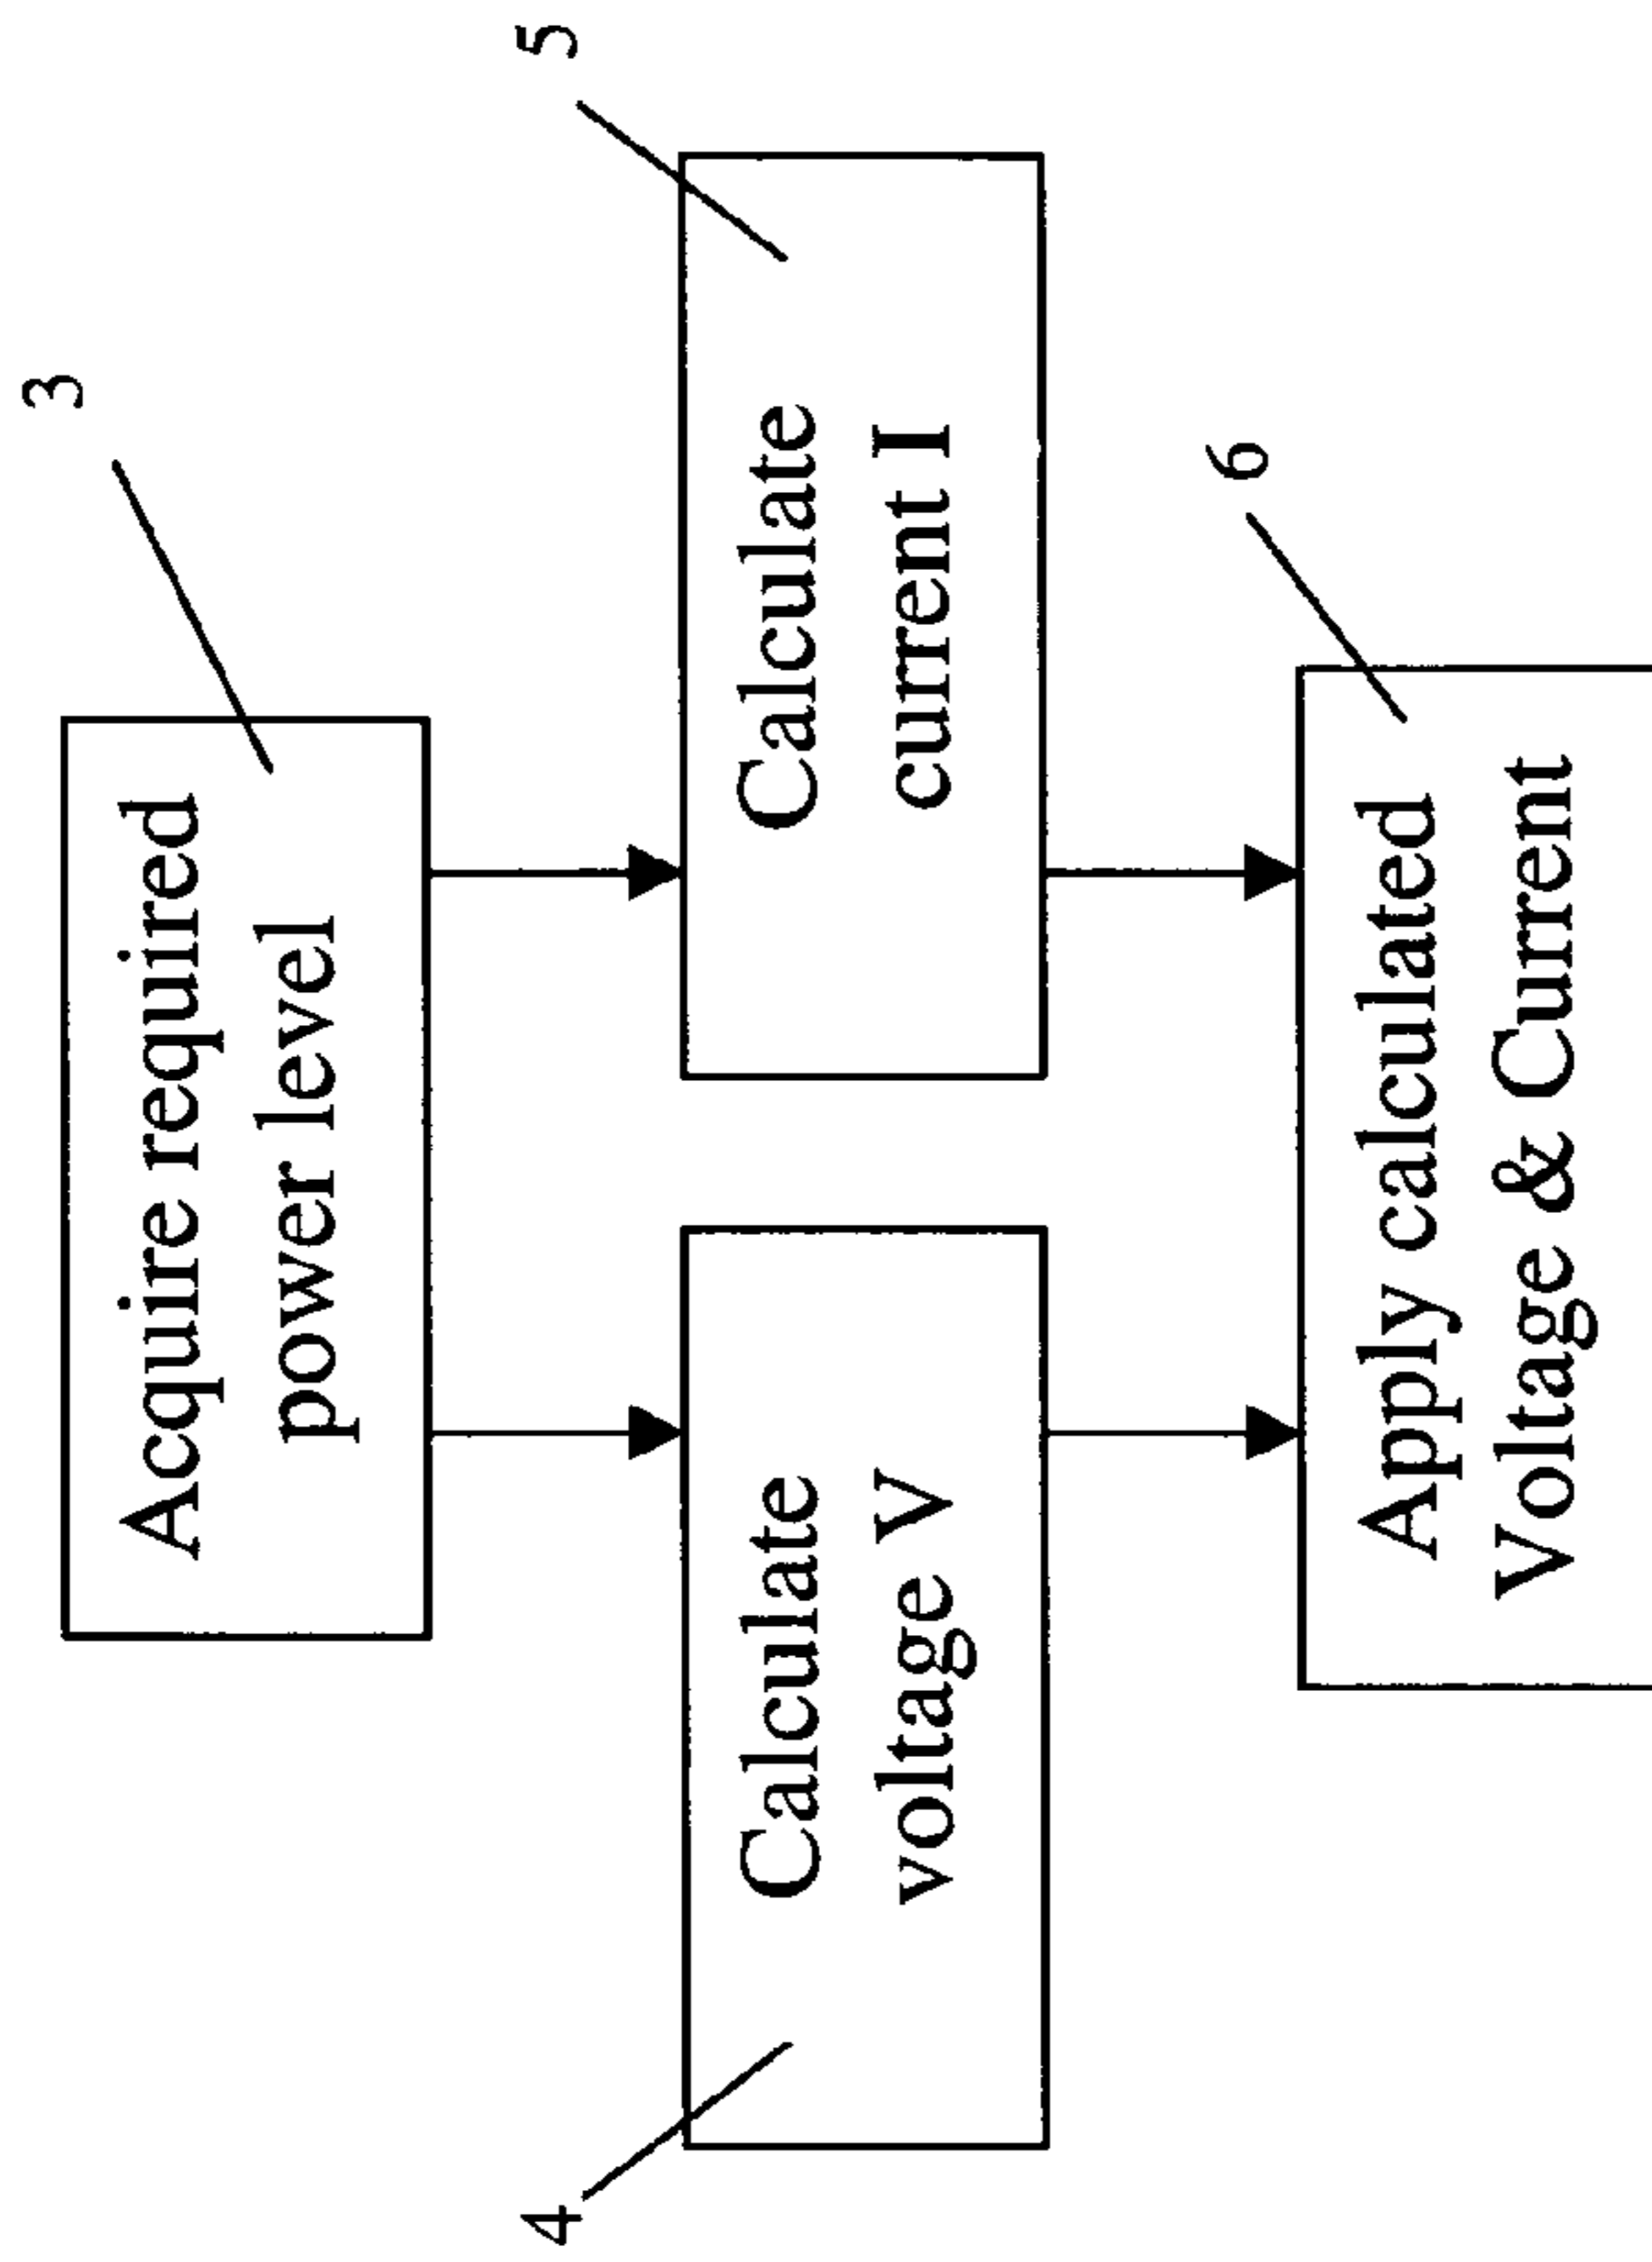 3
Acquire required
power level
4
Calculate
voltage V
5
Calculate
current I
6
Apply calculated
Voltage & Current